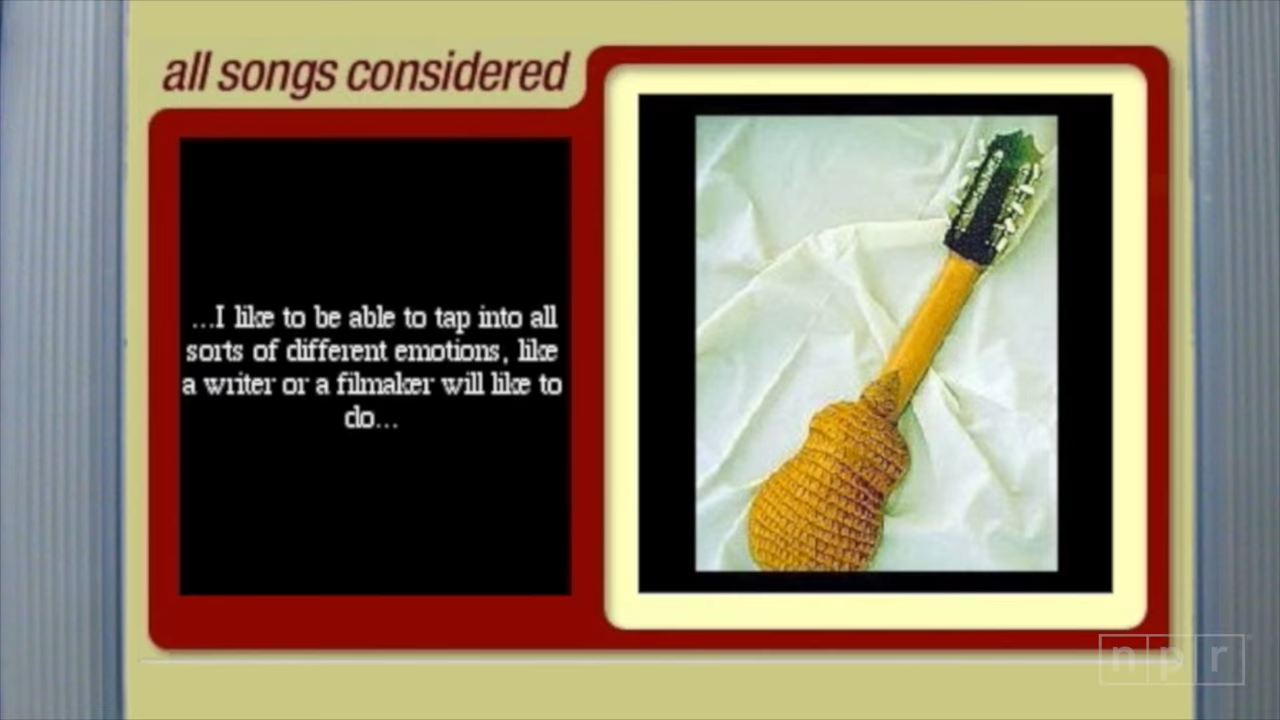 all songs considered
...I like to be able to tap into all
sorts of different emotions, like
a writer or a filmaker will like to
do...
npr